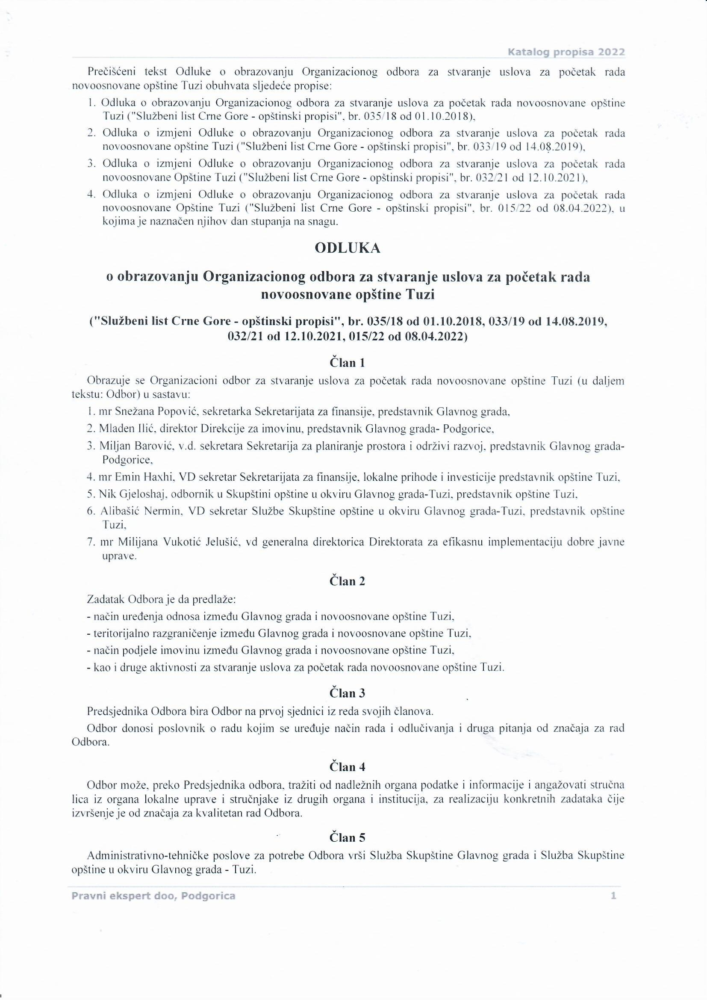 Katalog propisa 2022
Prečišćeni tekst Odluke o obrazovanju Organizacionog odbora za stvaranje uslova za početak rada
novoosnovane opštine Tuzi obuhvata sljedeće propise:
1. Odluka o obrazovanju Organizacionog odbora za stvaranje uslova za početak rada novoosnovane opštine
Tuzi ("Službeni list Crne Gore - opštinski propisi", br. 035/18 od 01.10.2018),
2. Odluka o izmjeni Odluke o obrazovanju Organizacionog odbora za stvaranje uslova za početak rada
novoosnovane opštine Tuzi ("Službeni list Crne Gore - opštinski propisi", br. 033/19 od 14.08.2019),
3. Odluka o izmjeni Odluke o obrazovanju Organizacionog odbora za stvaranje uslova za početak rada
novoosnovane Opštine Tuzi ("Službeni list Crne Gore - opštinski propisi", br. 032/21 od 12.10.2021),
4. Odluka o izmjeni Odluke o obrazovanju Organizacionog odbora za stvaranje uslova za početak rada
novoosnovane Opštine Tuzi ("Službeni list Crne Gore - opštinski propisi", br. 015/22 od 08.04.2022), u
kojima je naznačen njihov dan stupanja na snagu.
ODLUKA
o obrazovanju Organizacionog odbora za stvaranje uslova za početak rada
novoosnovane opštine Tuzi
("Službeni list Crne Gore - opštinski propisi", br. 035/18 od 01.10.2018, 033/19 od 14.08.2019,
032/21 od 12.10.2021, 015/22 od 08.04.2022)
Član 1
Obrazuje se Organizacioni odbor za stvaranje uslova za početak rada novoosnovane opštine Tuzi (u daljem
tekstu: Odbor) u sastavu:
1. mr Snežana Popović, sekretarka Sekretarijata za finansije, predstavnik Glavnog grada,
2. Mladen Ilić, direktor Direkcije za imovinu, predstavnik Glavnog grada- Podgorice,
3. Miljan Barović, v.d. sekretara Sekretarija za planiranje prostora i održivi razvoj, predstavnik Glavnog grada-
Podgorice,
4. mr Emin Haxhi, VD sekretar Sekretarijata za finansije, lokalne prihode i investicije predstavnik opštine Tuzi,
5. Nik Gjeloshaj, odbornik u Skupštini opštine u okviru Glavnog grada-Tuzi, predstavnik opštine Tuzi,
6. Alibašić Nermin, VD sekretar Službe Skupštine opštine u okviru Glavnog grada-Tuzi, predstavnik opštine
Tuzi,
7. mr Milijana Vukotić Jelušić, vd generalna direktorica Direktorata za efikasnu implementaciju dobre javne
uprave.
Član 2
Zadatak Odbora je da predlaže:
- način uređenja odnosa između Glavnog grada i novoosnovane opštine Tuzi,
- teritorijalno razgraničenje između Glavnog grada i novoosnovane opštine Tuzi,
- način podjele imovinu između Glavnog grada i novoosnovane opštine Tuzi,
- kao i druge aktivnosti za stvaranje uslova za početak rada novoosnovane opštine Tuzi.
Član 3
Predsjednika Odbora bira Odbor na prvoj sjednici iz reda svojih članova.
Odbor donosi poslovnik o radu kojim se uređuje način rada i odlučivanja i druga pitanja od značaja za rad
Odbora.
Član 4
Odbor može, preko Predsjednika odbora, tražiti od nadležnih organa podatke i informacije i angažovati stručna
lica iz organa lokalne uprave i stručnjake iz drugih organa i institucija, za realizaciju konkretnih zadataka čije
izvršenje je od značaja za kvalitetan rad Odbora.
Član 5
Administrativno-tehničke poslove za potrebe Odbora vrši Služba Skupštine Glavnog grada i Služba Skupštine
opštine u okviru Glavnog grada - Tuzi.
Pravni ekspert doo, Podgorica 1